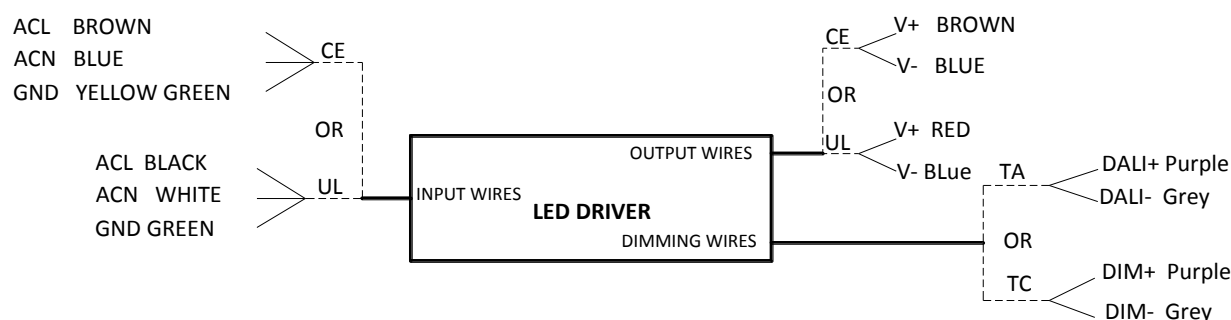 ACL BROWN
ACN BLUE
GND YELLOW GREEN
CE
OR
ACL BLACK
ACN WHITE
GND GREEN
UL
INPUT WIRES
LED DRIVER
OUTPUT WIRES
DIMMING WIRES
CE
V+ BROWN
V- BLUE
OR
UL
V+ RED
V- BLue
TA
DALI+ Purple
DALI- Grey
OR
TC
DIM+ Purple
DIM- Grey